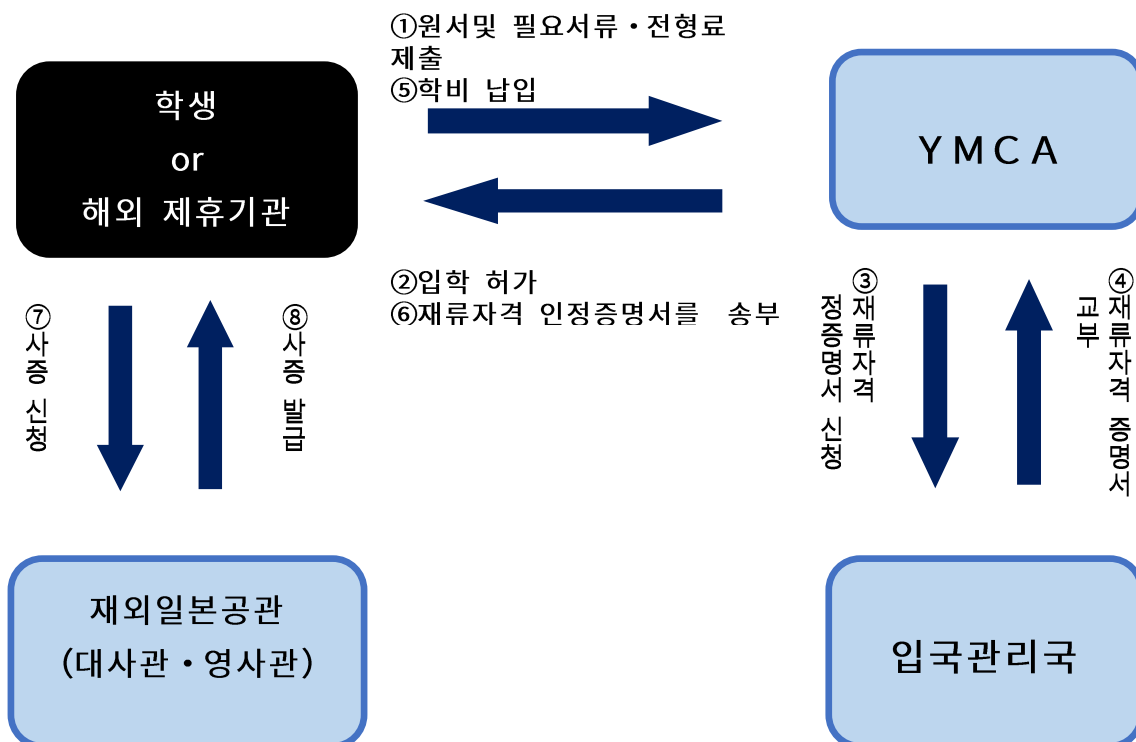 ①원서및 필요서류・전형료
제출
⑤학비 납입
학생
or
해외 제휴기관
YMCA
②입학 허가
⑥재류자격 인정증명서를 송부
⑦사증 신청
⑧사증 발급
③재류자격
정증명서 신청
④재류자격 증명서
교부
재외일본공관
(대사관・영사관)
입국관리국